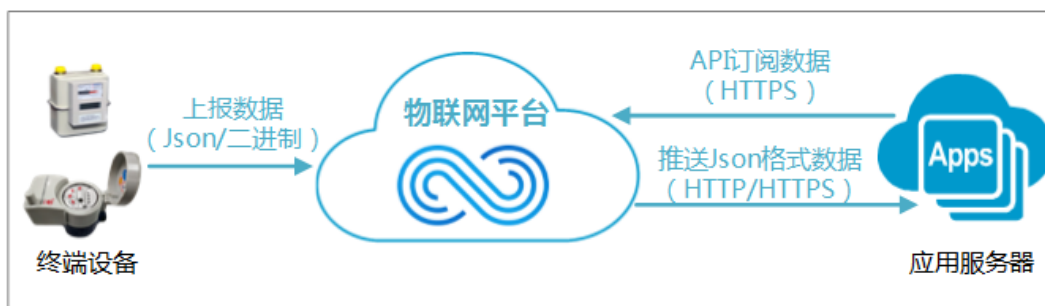 上报数据
（Json/二进制）
终端设备
物联网平台
API订阅数据
（HTTPS）
推送Json格式数据
（HTTP/HTTPS）
Apps
应用服务器